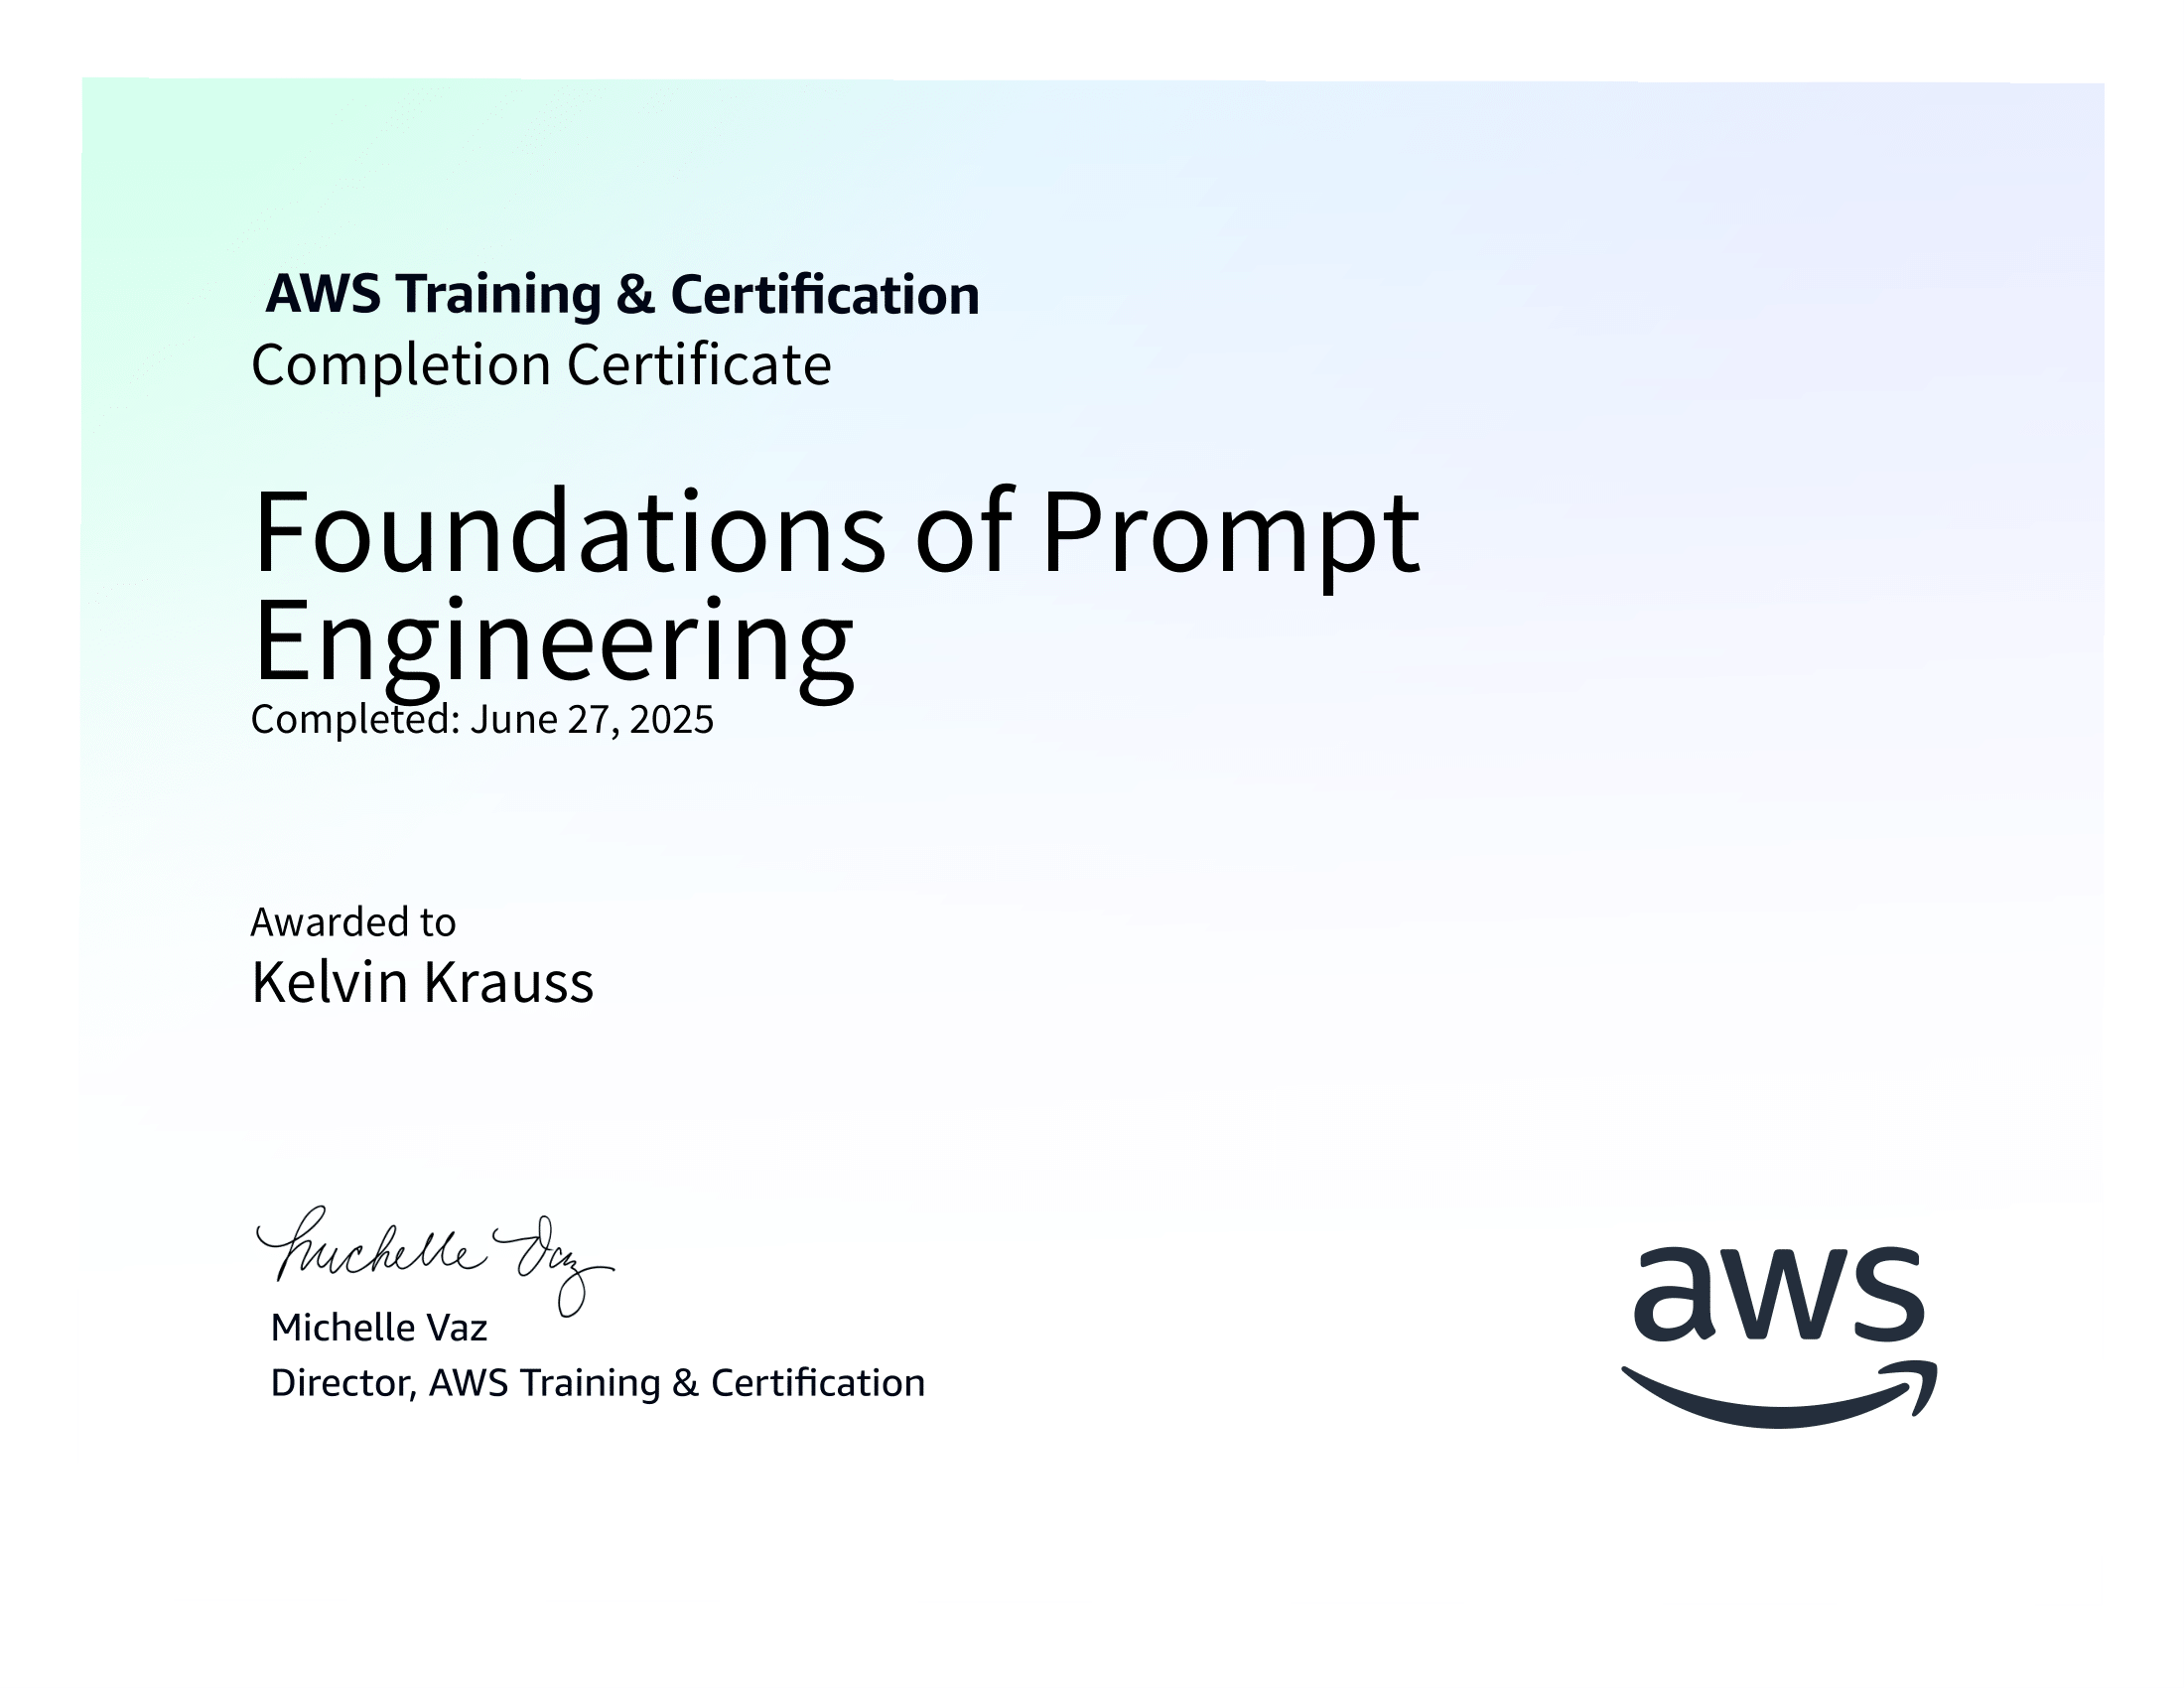 AWS Training & Certification
Completion Certificate
Foundations of Prompt
Engineering
Completed: June 27, 2025
Awarded to
Kelvin Krauss
Michelle Vaz
Michelle Vaz
Director, AWS Training & Certification
aws